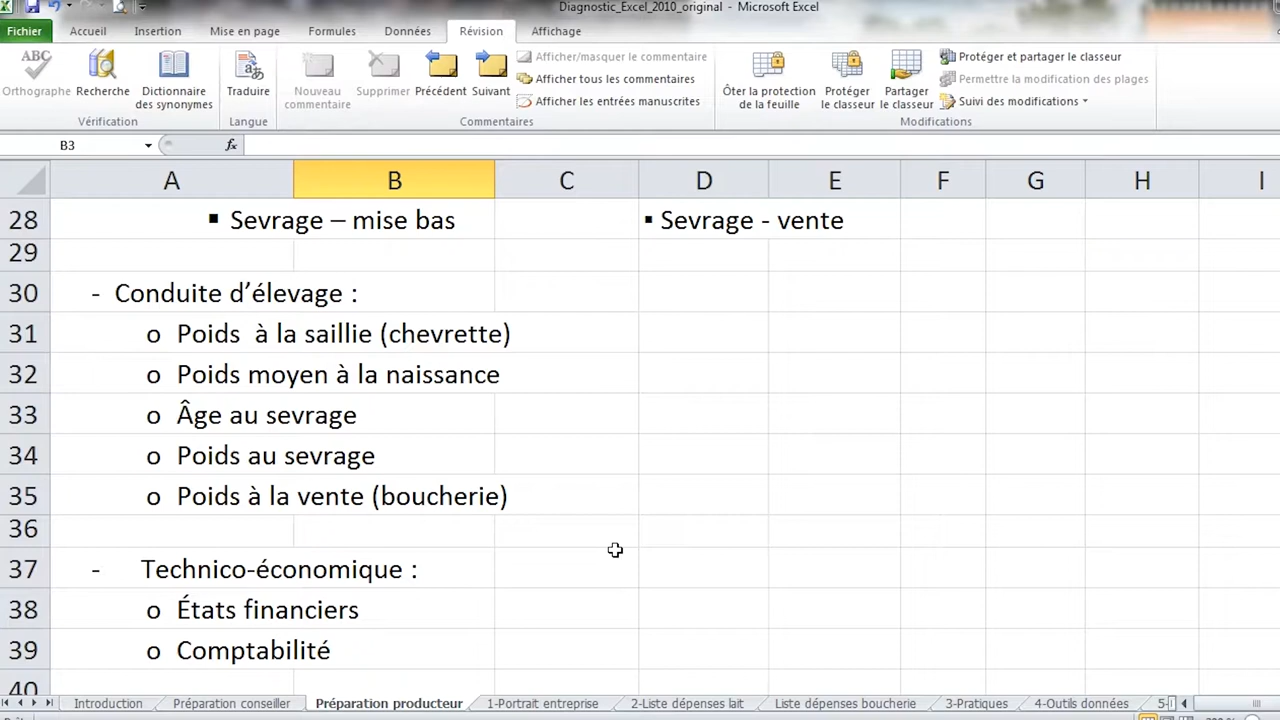 Diagnostic_Excel_2010_original - Microsoft Excel
Fichier Accueil Insertion Mise en page Formules Données Révision Affichage
ABC
Orthographe
Recherche
Dictionnaire des synonymes
Vérification
Traduire
Langue
Nouveau commentaire
Supprimer
Précédent
Suivant
Afficher/masquer le commentaire
Afficher tous les commentaires
Afficher les entrées manuscrites
Commentaires
Ôter la protection de la feuille
Protéger le classeur
Partager le classeur
Protéger et partager le classeur
Permettre la modification des plages
Suivi des modifications
Modifications
B3 fx
A B C D E F G H I
28 ▪ Sevrage – mise bas ▪ Sevrage - vente
29
30 - Conduite d’élevage :
31 o Poids à la saillie (chevrette)
32 o Poids moyen à la naissance
33 o Âge au sevrage
34 o Poids au sevrage
35 o Poids à la vente (boucherie)
36
37 - Technico-économique :
38 o États financiers
39 o Comptabilité
40
Introduction Préparation conseiller Préparation producteur 1-Portrait entreprise 2-Liste dépenses lait Liste dépenses boucherie 3-Pratiques 4-Outils données